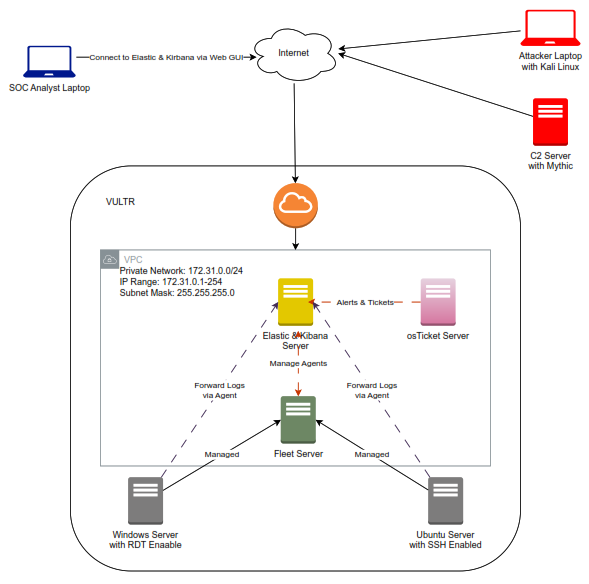 Attacker Laptop
with Kali Linux
Connect to Elastic & Kirbana via Web GUI
Internet
SOC Analyst Laptop
C2 Server
with Mythic
VULTR
VPC
Private Network: 172.31.0.0/24
IP Range: 172.31.0.1-254
Subnet Mask: 255.255.255.0
Alerts & Tickets
Elastic & Kibana
Server
osTicket Server
Manage Agents
Forward Logs
via Agent
Forward Logs
via Agent
Fleet Server
Managed
Managed
Windows Server
with RDT Enaable
Ubuntu Server
with SSH Enabled